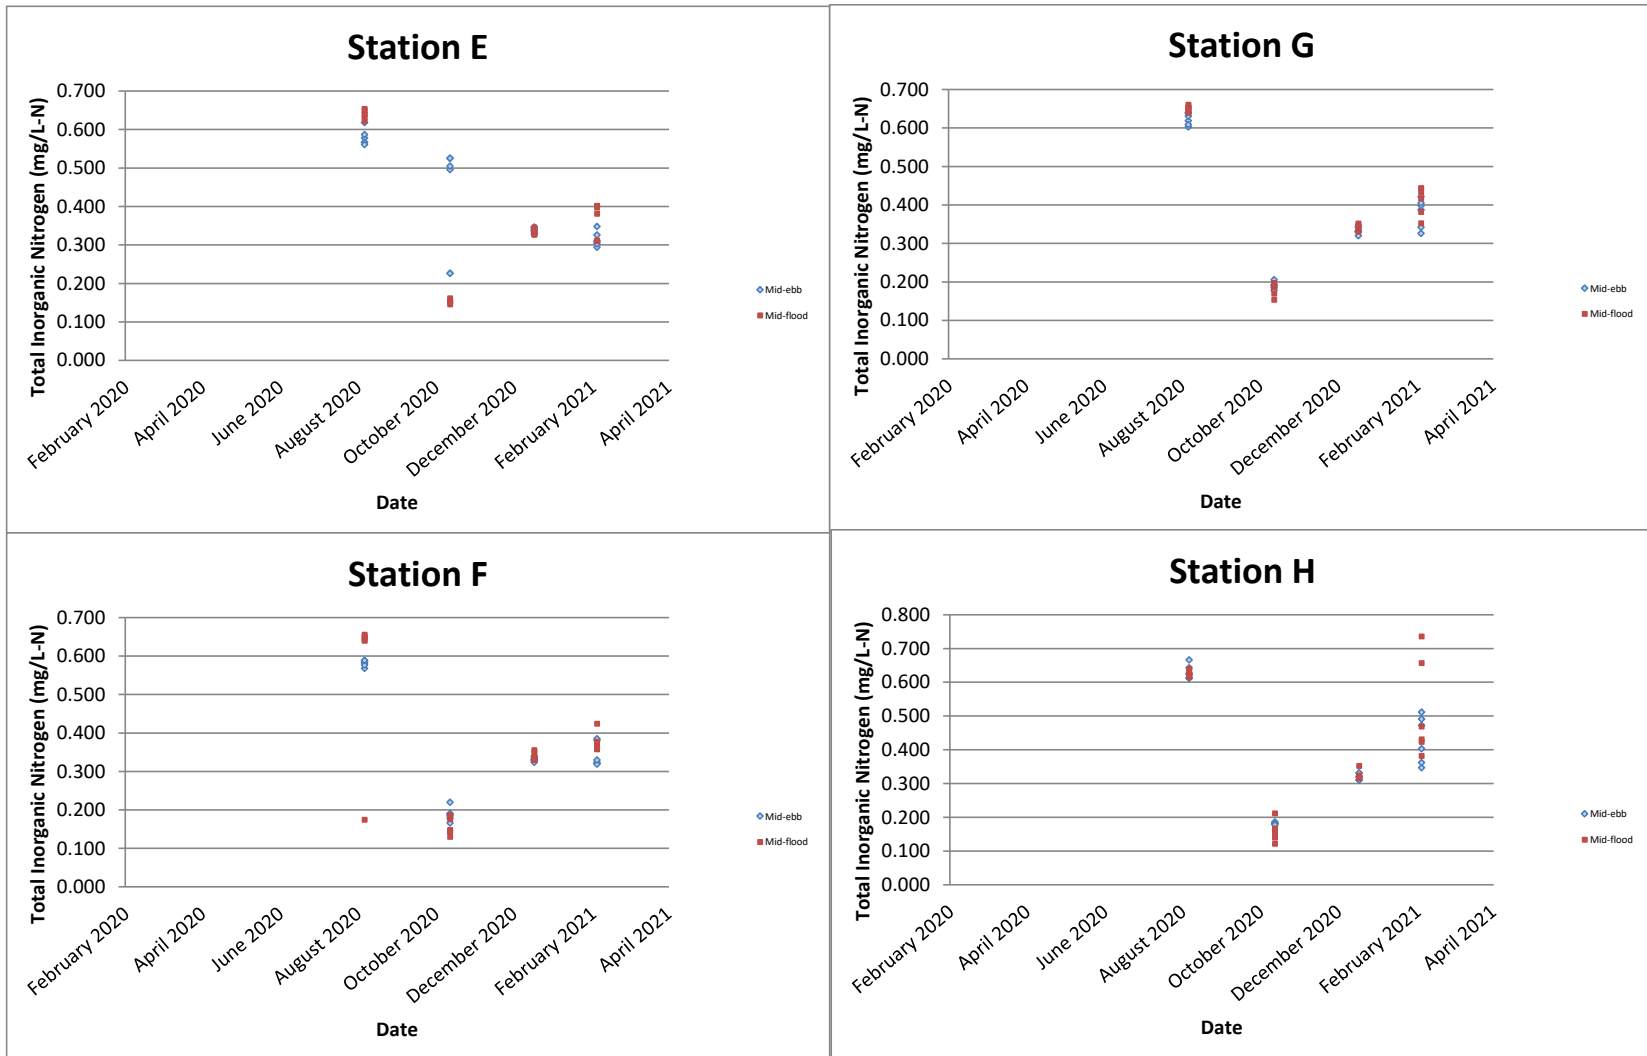 Station E
Total Inorganic Nitrogen (mg/L-N)
0.700
0.600
0.500
0.400
0.300
0.200
0.100
0.000
February 2020
April 2020
June 2020
August 2020
October 2020
December 2020
February 2021
April 2021
Date
Mid-ebb
Mid-flood
Station G
Total Inorganic Nitrogen (mg/L-N)
0.700
0.600
0.500
0.400
0.300
0.200
0.100
0.000
February 2020
April 2020
June 2020
August 2020
October 2020
December 2020
February 2021
April 2021
Date
Mid-ebb
Mid-flood
Station F
Total Inorganic Nitrogen (mg/L-N)
0.700
0.600
0.500
0.400
0.300
0.200
0.100
0.000
February 2020
April 2020
June 2020
August 2020
October 2020
December 2020
February 2021
April 2021
Date
Mid-ebb
Mid-flood
Station H
Total Inorganic Nitrogen (mg/L-N)
0.800
0.700
0.600
0.500
0.400
0.300
0.200
0.100
0.000
February 2020
April 2020
June 2020
August 2020
October 2020
December 2020
February 2021
April 2021
Date
Mid-ebb
Mid-flood